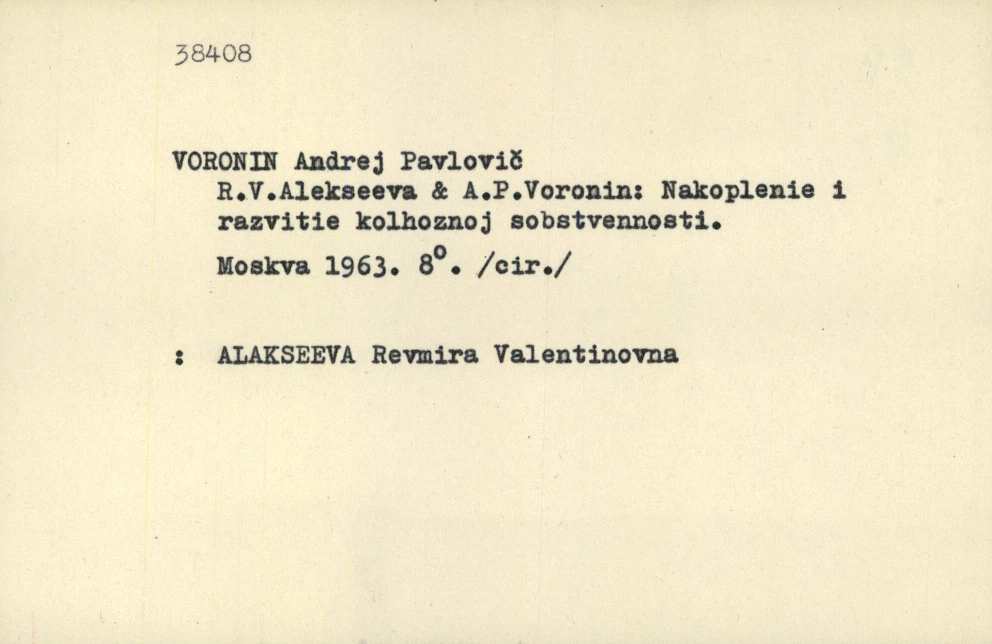 38408
VORONIN Andrej Pavlovič
R.V.Alekseeva & A.P.Voronin: Nakoplenie i
razvitie kolhoznoj sobstvennosti.
Moskva 1963. 8°. /cir./
: ALAKSEEVA Revmira Valentinovna